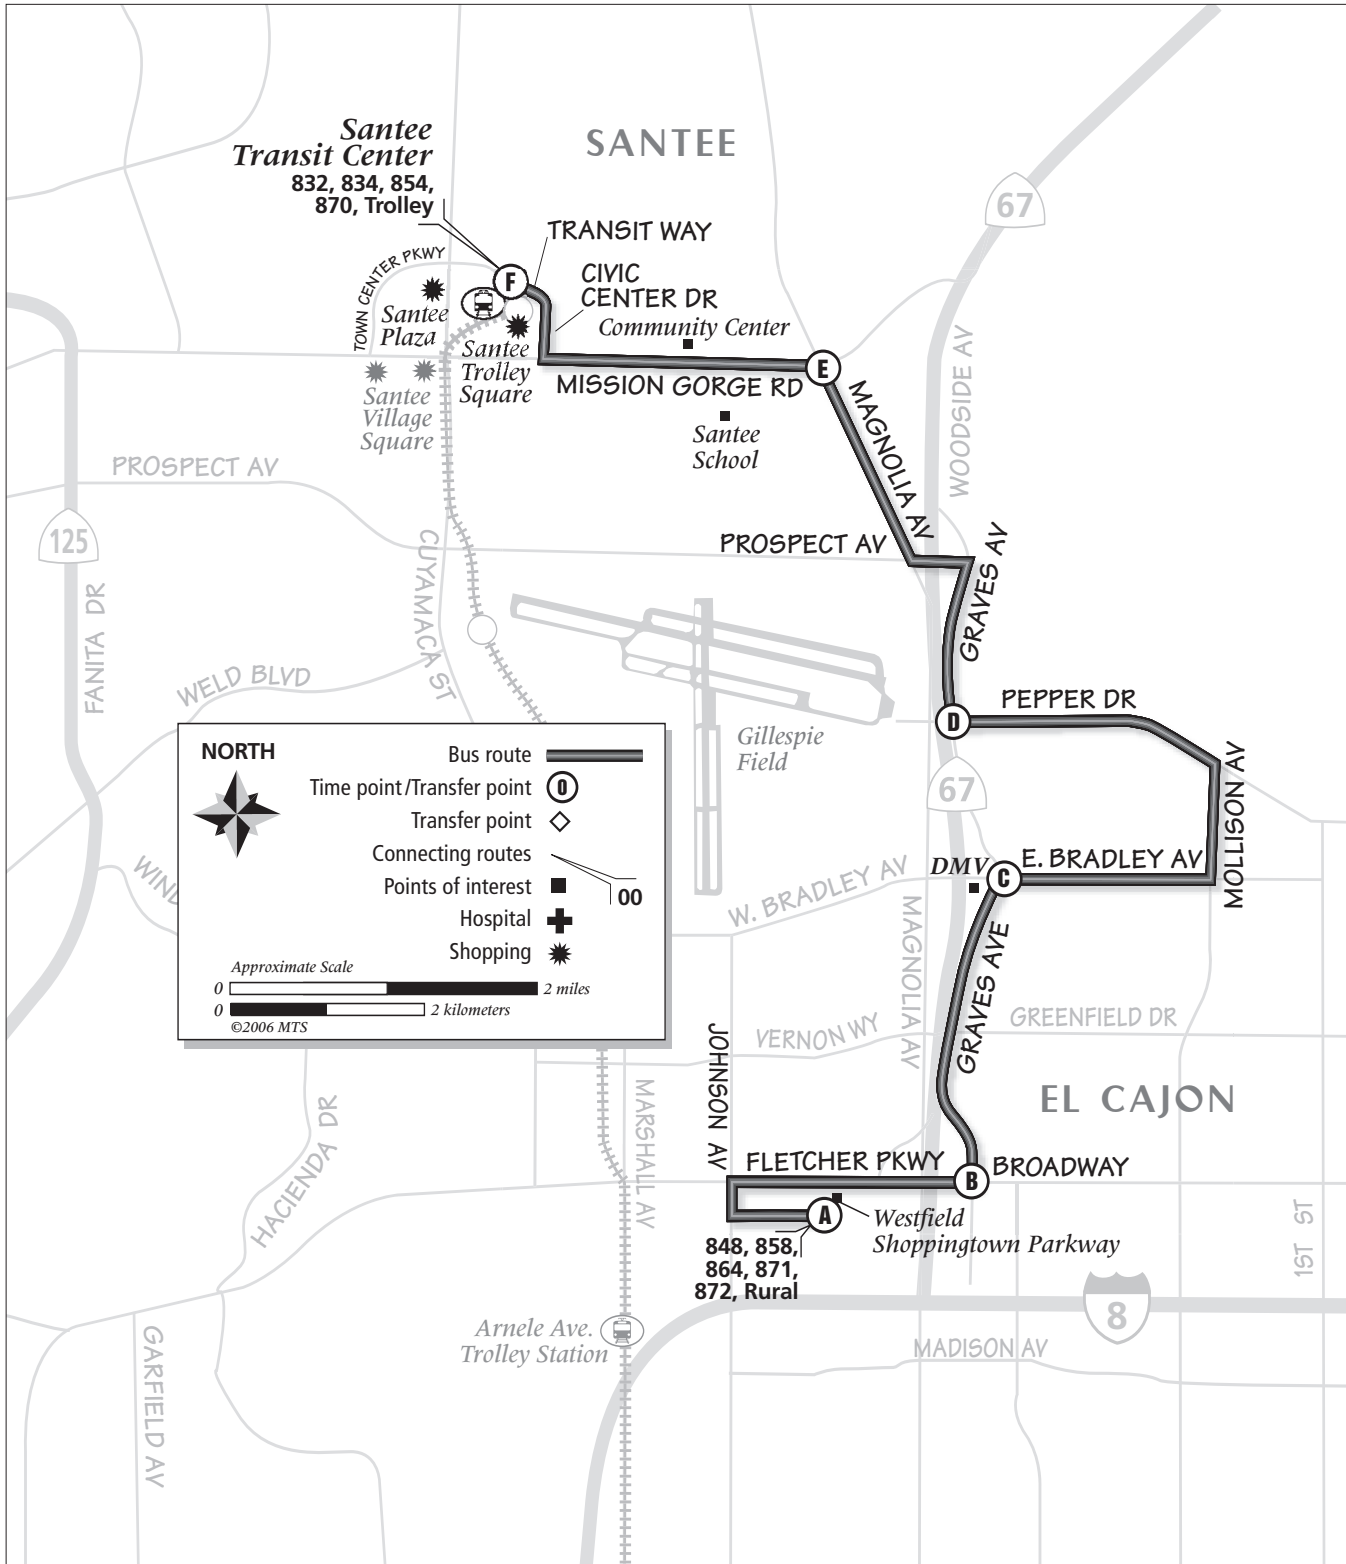 SANTEE
Santee
Transit Center
832, 834, 854,
870, Trolley
67
TRANSIT WAY
TOWN CENTER PKWY
F
CIVIC
CENTER DR
Santee
Plaza
Community Center
Santee
Trolley
Square
E
MISSION GORGE RD
Santee
Village
Square
MAGNOLIA AV
WOODSIDE AV
Santee
School
PROSPECT AV
125
CUYAMACA ST
PROSPECT AV
GRAVES AV
FANITA DR
WELD BLVD
PEPPER DR
D
Gillespie
Field
67
MOLLISON AV
NORTH
Bus route
Time point/Transfer point
0
Transfer point
Connecting routes
00
Points of interest
Hospital
Shopping
Approximate Scale
0
2 miles
0
2 kilometers
©2006 MTS
WIND
DMV
C
E. BRADLEY AV
W. BRADLEY AV
MAGNOLIA AV
GRAVES AVE
GREENFIELD DR
VERNON WY
JOHNSON AV
EL CAJON
MARSHALL AV
HACIENDA DR
FLETCHER PKWY
B
BROADWAY
A
Westfield
Shoppingtown Parkway
848, 858,
864, 871,
872, Rural
1ST ST
8
Arnele Ave.
Trolley Station
MADISON AV
GARFIELD AV